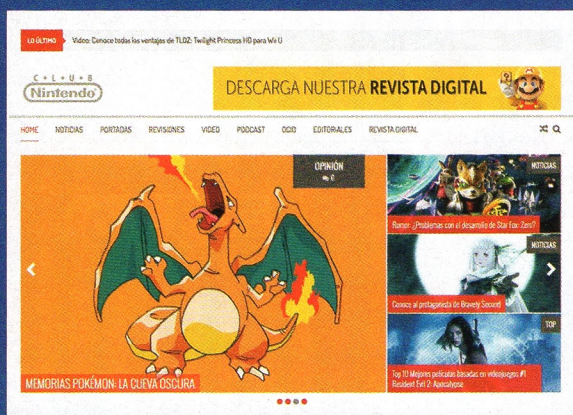 LO ÚLTIMO
Video: Conoce todas las ventajas de TLOZ: Twilight Princess HD para Wii U
CLUB
Nintendo
DESCARGA NUESTRA REVISTA DIGITAL
HOME NOTICIAS PORTADAS REVISIONES VIDEO PODCAST OCIO EDITORIALES REVISTA DIGITAL
OPINIÓN
6
MEMORIAS POKÉMON: LA CUEVA OSCURA
NOTICIAS
Rumor: ¿Problemas con el desarrollo de Star Fox Zero?
NOTICIAS
Conoce al protagonista de Bravely Second
TOP
Top 10 Mejores películas basadas en videojuegos #1
Resident Evil 2: Apocalypse